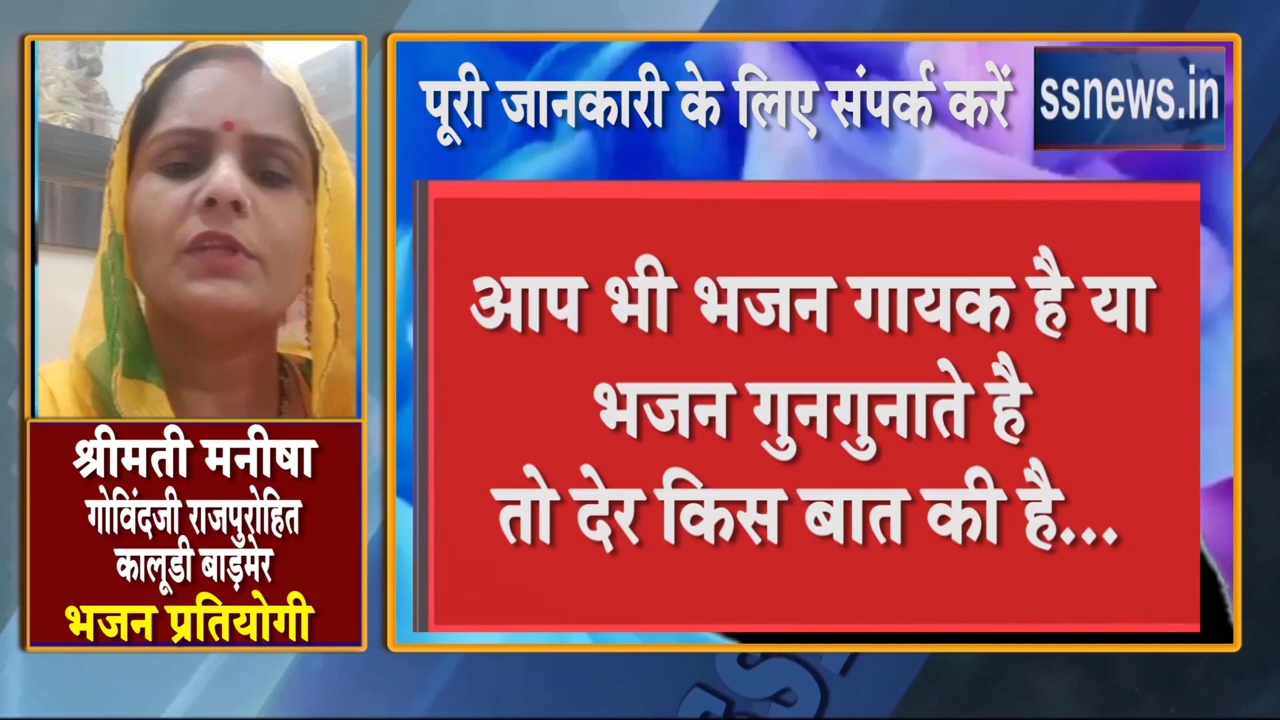 पूरी जानकारी के लिए संपर्क करें
ssnews.in
आप भी भजन गायक है या
भजन गुनगुनाते है
तो देर किस बात की है...
श्रीमती मनीषा
गोविंदजी राजपुरोहित
कालूडी बाड़मेर
भजन प्रतियोगी